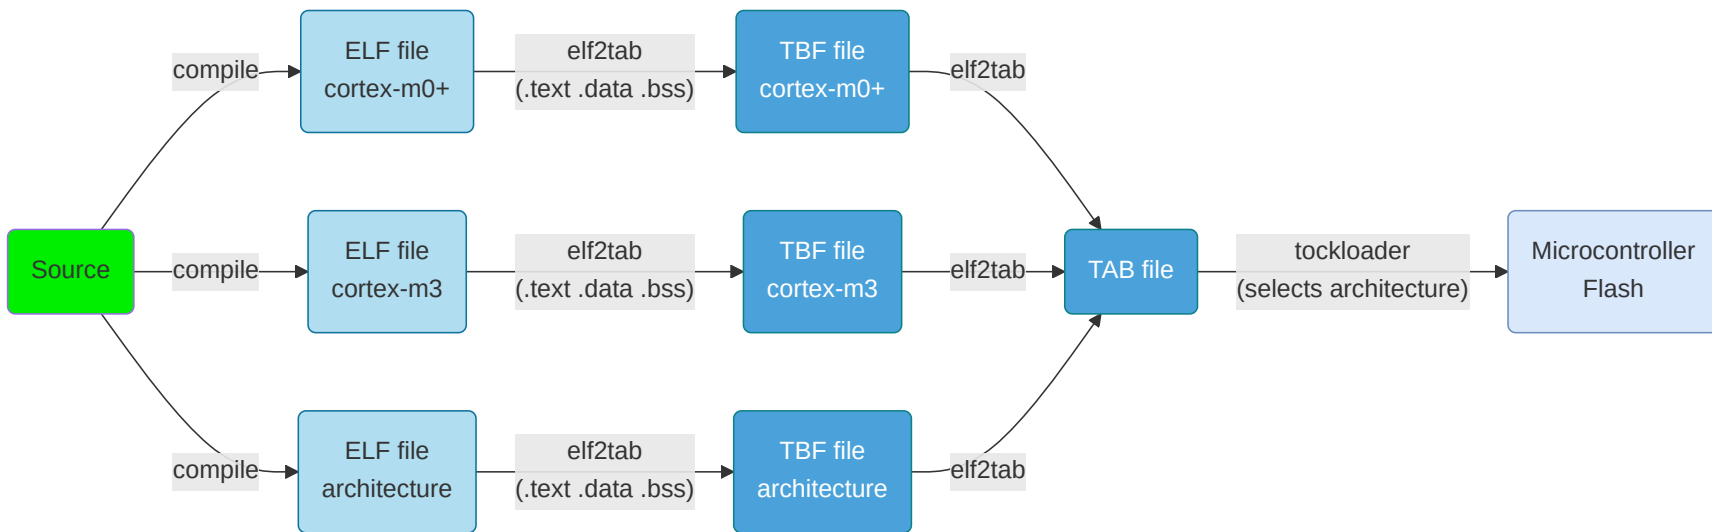 compile
ELF file
cortex-m0+
elf2tab
(.text .data .bss)
TBF file
cortex-m0+
elf2tab
Source
compile
ELF file
cortex-m3
elf2tab
(.text .data .bss)
TBF file
cortex-m3
elf2tab
TAB file
tockloader
(selects architecture)
Microcontroller
Flash
compile
ELF file
architecture
elf2tab
(.text .data .bss)
TBF file
architecture
elf2tab